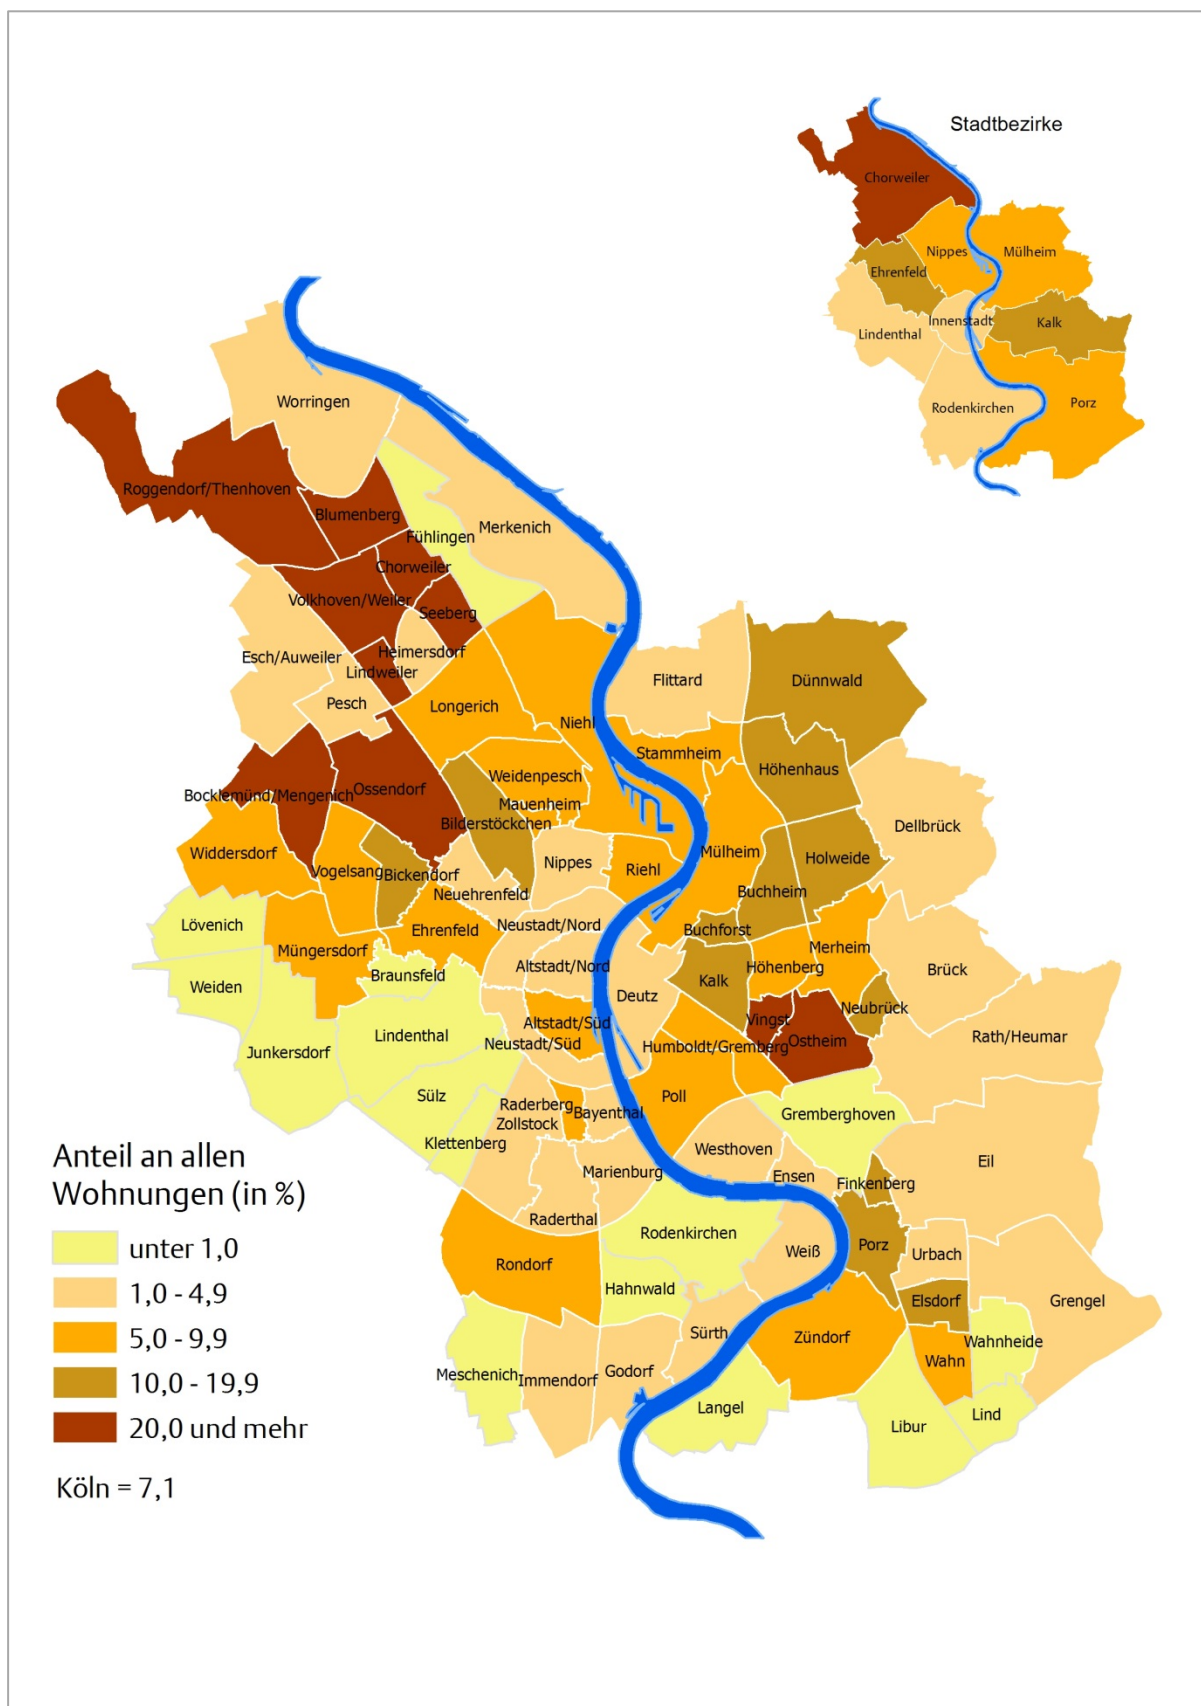 Stadtbezirke
Chorweiler
Nippes
Mülheim
Ehrenfeld
Innenstadt
Kalk
Lindenthal
Rodenkirchen
Porz
Worringen
Roggendorf/Thenhoven
Blumenberg
Merkenich
Fühlingen
Chorweiler
Volkhoven/Weiler
Seeberg
Heimersdorf
Esch/Auweiler
Lindweiler
Pesch
Longerich
Flittard
Dünnwald
Niehl
Stammheim
Höhenhaus
Weidenpesch
Bocklemünd/Mengenich
Ossendorf
Mauenheim
Bilderstöckchen
Dellbrück
Widdersdorf
Vogelsang
Bickendorf
Nippes
Riehl
Mülheim
Holweide
Neuehrenfeld
Buchheim
Lövenich
Ehrenfeld
Neustadt/Nord
Buchforst
Müngersdorf
Merheim
Braunsfeld
Altstadt/Nord
Höhenberg
Brück
Weiden
Kalk
Deutz
Neubrück
Lindenthal
Altstadt/Süd
Vingst
Ostheim
Rath/Heumar
Junkersdorf
Neustadt/Süd
Humboldt/Gremberg
Sülz
Poll
Raderberg
Bayenthal
Gremberghoven
Zollstock
Klettenberg
Westhoven
Eil
Marienburg
Ensen
Finkenberg
Raderthal
Rodenkirchen
Porz
Weiß
Urbach
Rondorf
Hahnwald
Elsdorf
Grengel
Sürth
Zündorf
Wahnheide
Wahn
Meschenich
Immendorf
Godorf
Langel
Libur
Lind
Anteil an allen
Wohnungen (in %)
unter 1,0
1,0 - 4,9
5,0 - 9,9
10,0 - 19,9
20,0 und mehr
Köln = 7,1